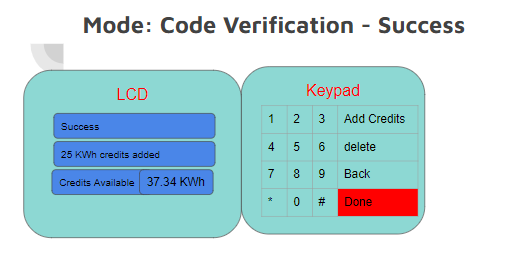 Mode: Code Verification - Success
LCD
Success
25 KWh credits added
Credits Available 37.34 KWh
Keypad
1 2 3 Add Credits
4 5 6 delete
7 8 9 Back
* 0 # Done